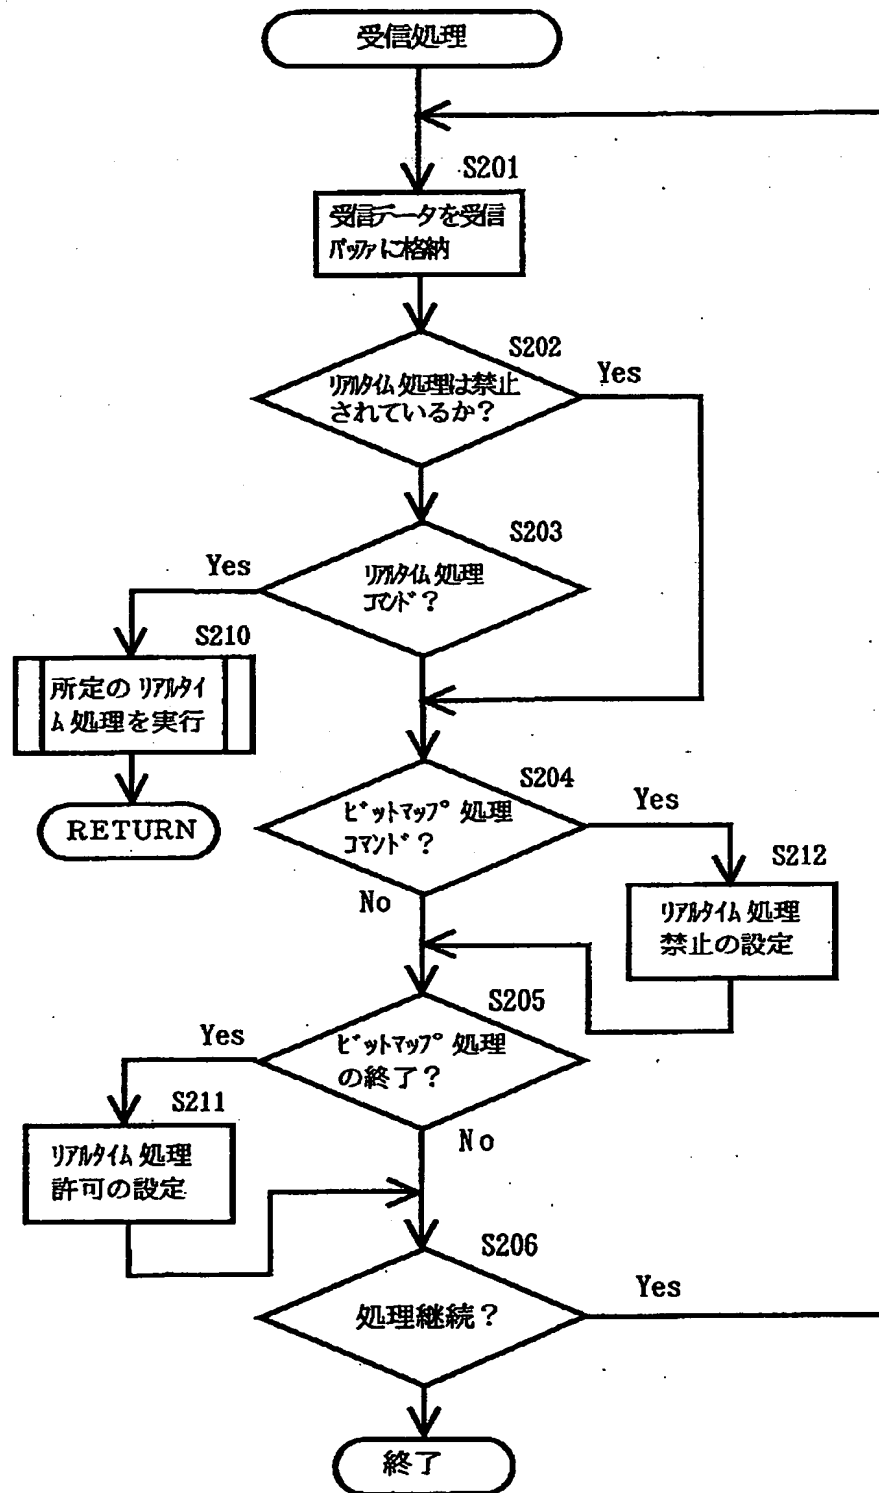 受信処理
S201
受信データを受信
バッファに格納
S202
Yes
リアルタイム処理は禁止
されているか？
S203
Yes
リアルタイム処理
コマンド？
S210
所定のリアルタイ
ム処理を実行
RETURN
S204
Yes
ビットマップ処理
コマンド？
No
S212
リアルタイム処理
禁止の設定
S205
Yes
ビットマップ処理
の終了？
No
S211
リアルタイム処理
許可の設定
S206
Yes
処理継続？
終了